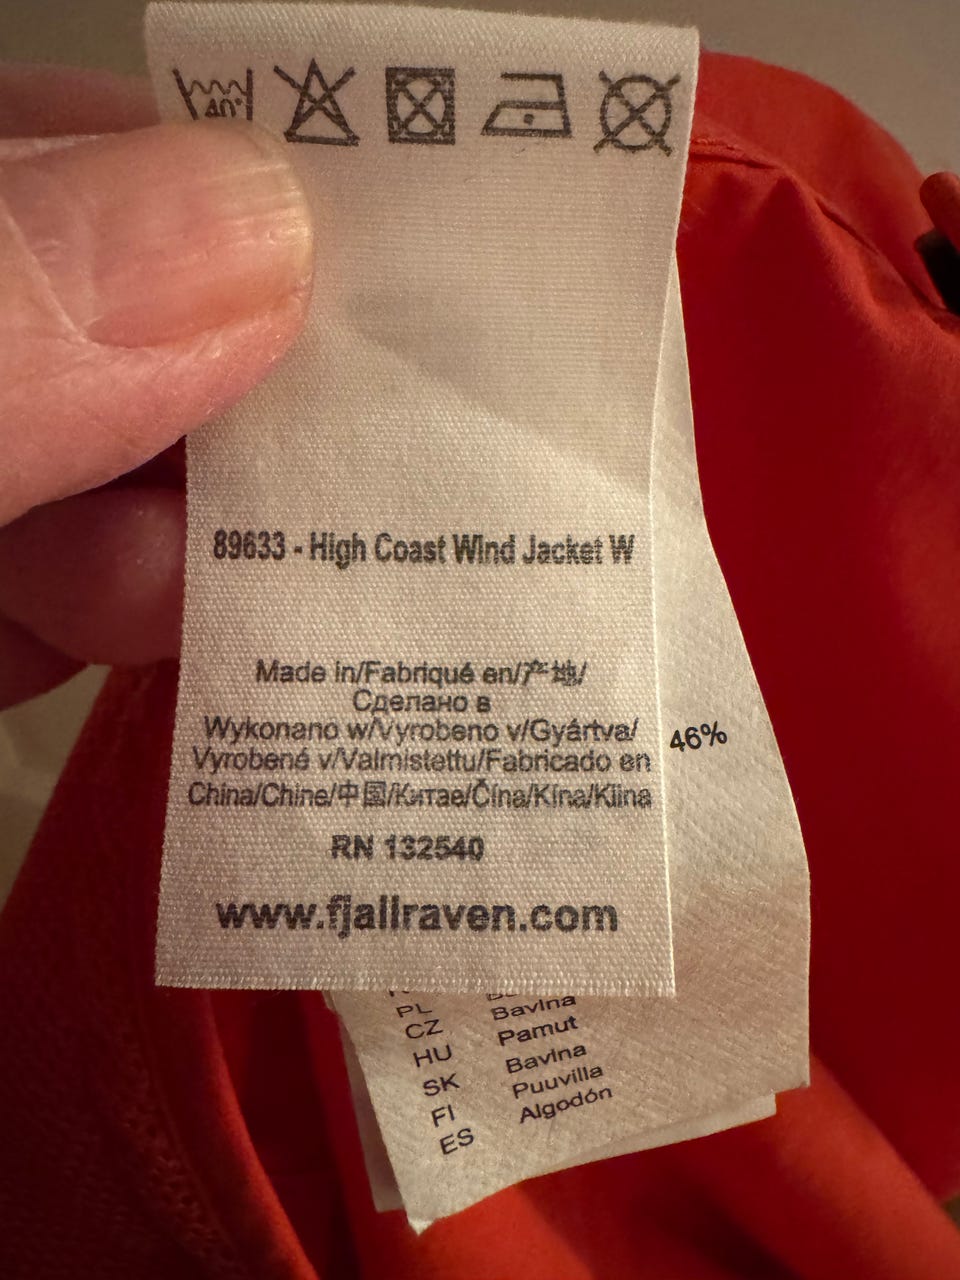 40°
89633 - High Coast Wind Jacket W
Made in/Fabriqué en/产地/
Сделано в
Wykonano w/Vyrobeno v/Gyártva/
Vyrobené v/Valmistettu/Fabricado en
China/Chine/中国/Китае/Čína/Kína/Kiina
RN 132540
www.fjallraven.com
46%
PL
CZ Bavlna
HU Pamut
SK Bavlna
FI Puuvilla
ES Algodón